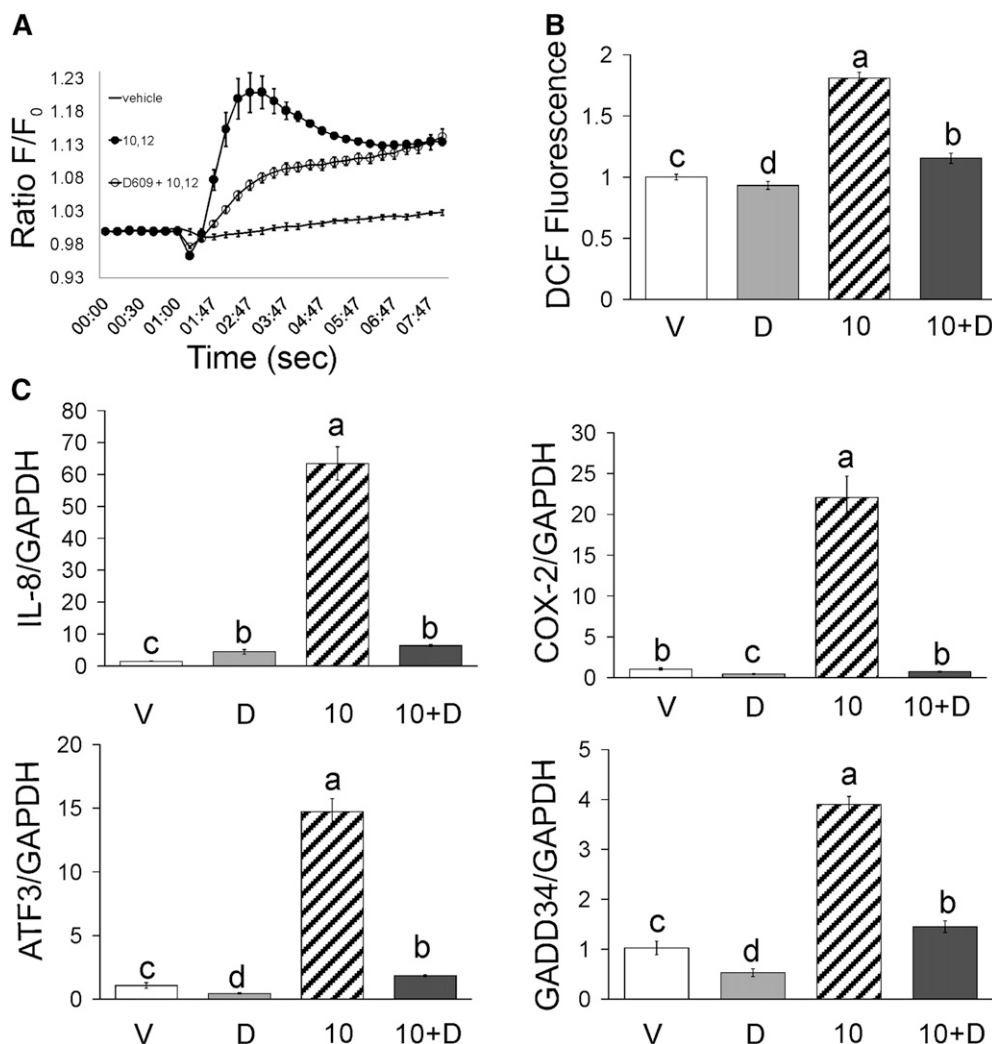 A
Ratio F/F0
1.23
1.18
1.13
1.08
1.03
0.98
0.93
vehicle
10,12
D609 + 10,12
00:00
00:30
01:00
01:47
02:47
03:47
04:47
05:47
06:47
07:47
Time (sec)
B
DCF Fluorescence
2
1.5
1
0.5
0
c
d
a
b
V
D
10
10+D
C
IL-8/GAPDH
80
70
60
50
40
30
20
10
0
c
b
a
b
V
D
10
10+D
COX-2/GAPDH
30
25
20
15
10
5
0
b
c
a
b
V
D
10
10+D
ATF3/GAPDH
20
15
10
5
0
c
d
a
b
V
D
10
10+D
GADD34/GAPDH
5
4
3
2
1
0
c
d
a
b
V
D
10
10+D